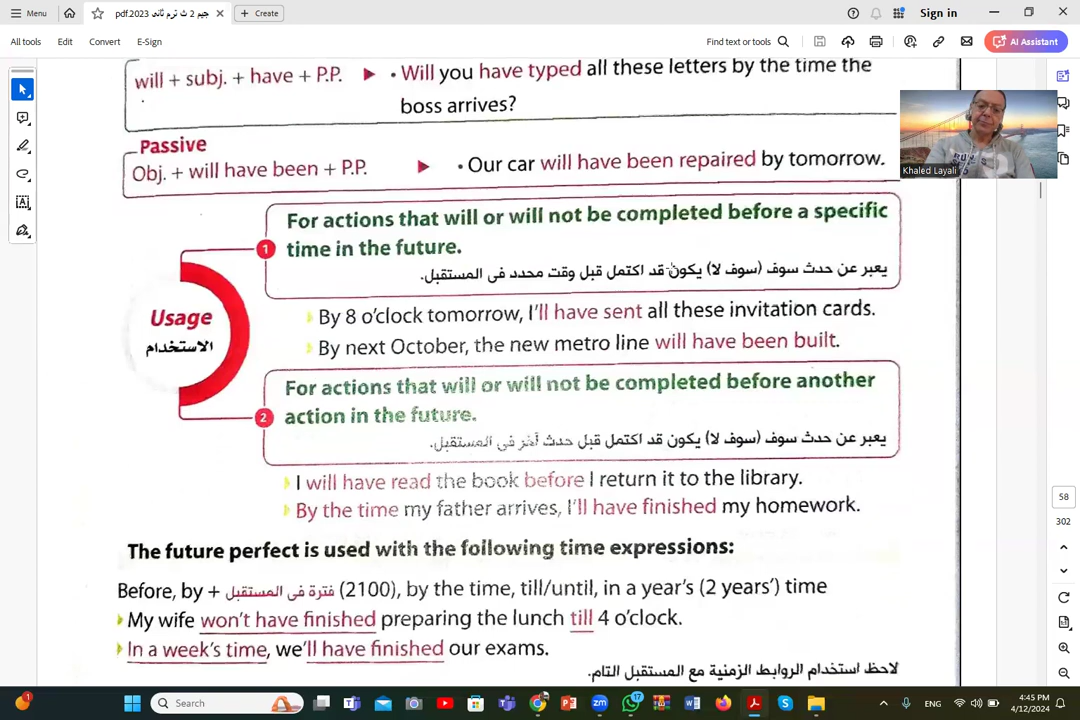 Menu
جيم 2 ث ترم ثانى 2023.pdf
Create
Sign in
All tools
Edit
Convert
E-Sign
Find text or tools
AI Assistant
will + subj. + have + P.P.
• Will you have typed all these letters by the time the
boss arrives?
Passive
Obj. + will have been + P.P.
• Our car will have been repaired by tomorrow.
Khaled Layali
1
For actions that will or will not be completed before a specific
time in the future.
يعبر عن حدث سوف (سوف لا) يكون قد اكتمل قبل وقت محدد فى المستقبل.
Usage
الاستخدام
By 8 o'clock tomorrow, I'll have sent all these invitation cards.
By next October, the new metro line will have been built.
2
For actions that will or will not be completed before another
action in the future.
يعبر عن حدث سوف (سوف لا) يكون قد اكتمل قبل حدث آخر فى المستقبل.
I will have read the book before I return it to the library.
By the time my father arrives, I'll have finished my homework.
The future perfect is used with the following time expressions:
Before, by + فترة فى المستقبل (2100), by the time, till/until, in a year's (2 years') time
My wife won't have finished preparing the lunch till 4 o'clock.
In a week's time, we'll have finished our exams.
لاحظ استخدام الروابط الزمنية مع المستقبل التام.
58
302
1
Search
17
ENG
4:45 PM
4/12/2024